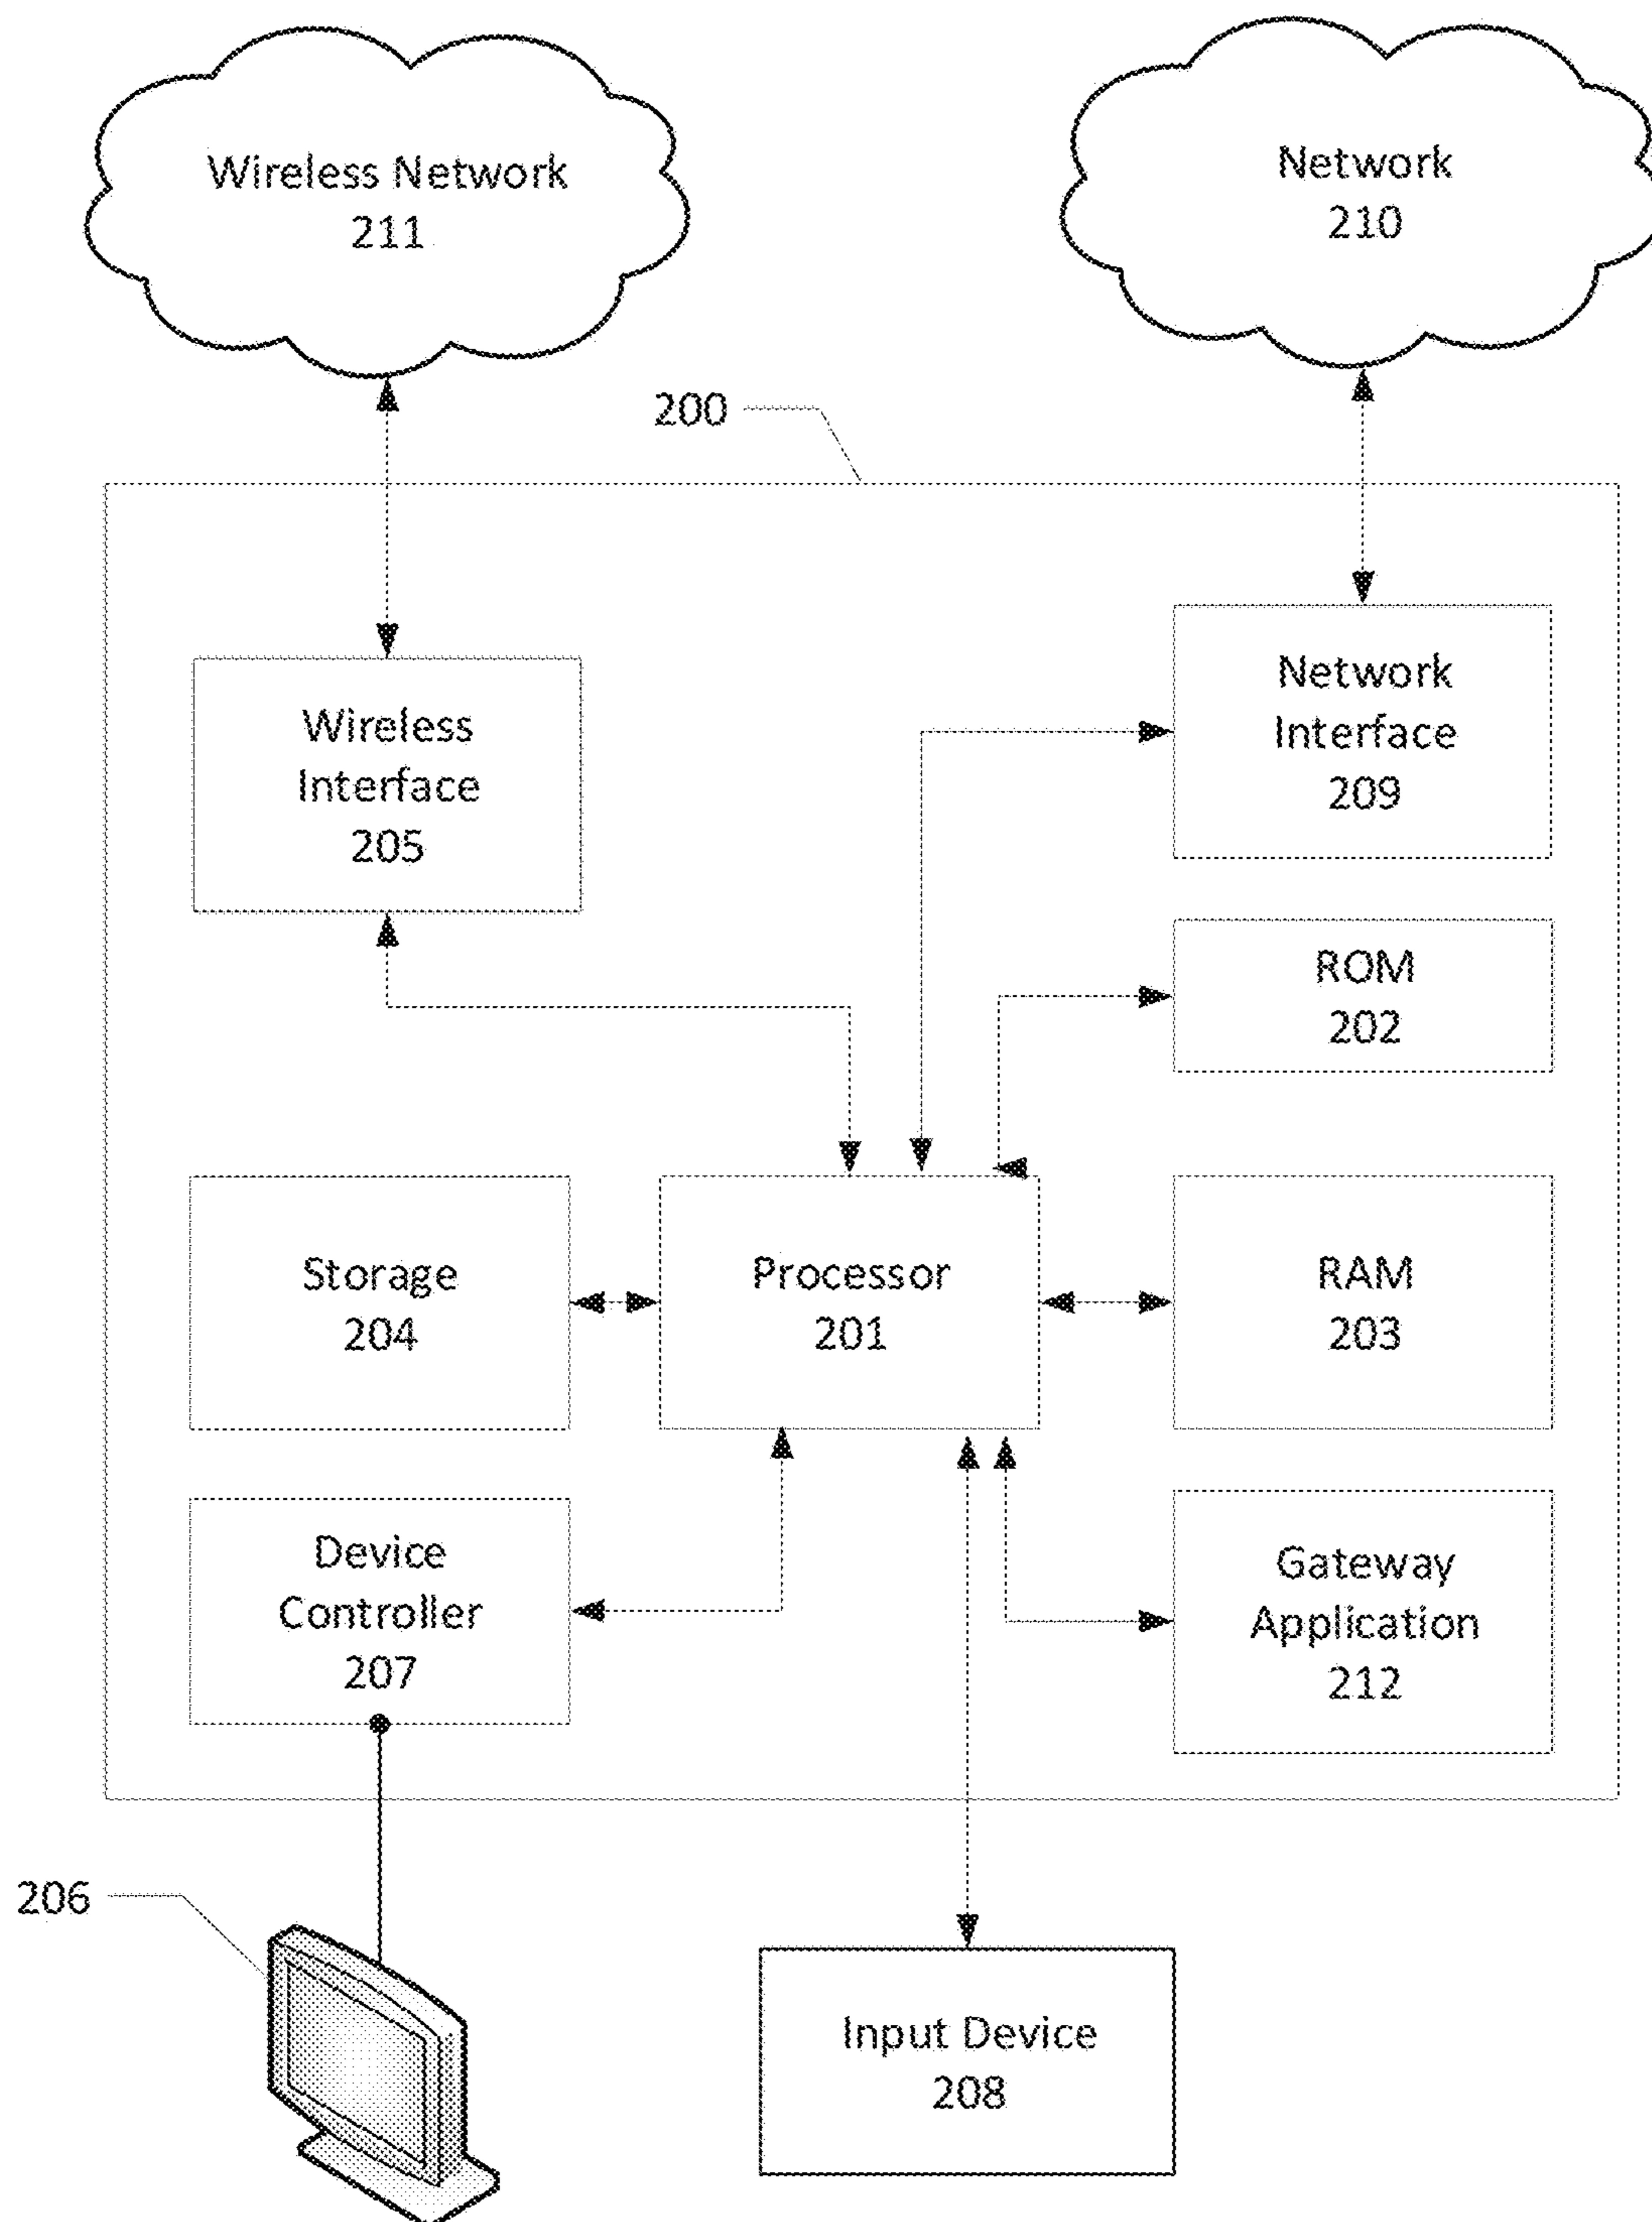 Wireless Network
211
Network
210
200
Wireless
Interface
205
Network
Interface
209
ROM
202
Storage
204
Processor
201
RAM
203
Device
Controller
207
Gateway
Application
212
206
Input Device
208